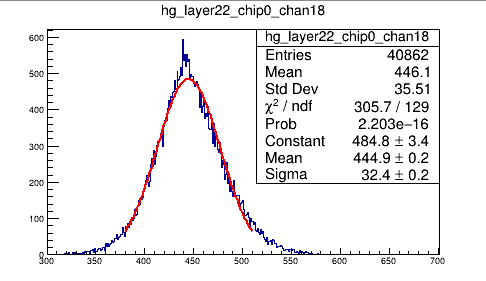 hg_layer22_chip0_chan18
hg_layer22_chip0_chan18
Entries 40862
Mean 446.1
Std Dev 35.51
χ² / ndf 305.7 / 129
Prob 2.203e−16
Constant 484.8 ± 3.4
Mean 444.9 ± 0.2
Sigma 32.4 ± 0.2
600
500
400
300
200
100
0
300 350 400 450 500 550 600 650 700